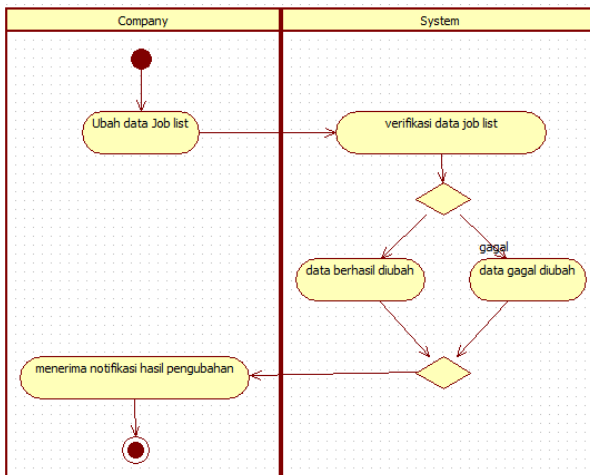 Company
System
Ubah data Job list
verifikasi data job list
gagal
data berhasil diubah
data gagal diubah
menerima notifikasi hasil pengubahan